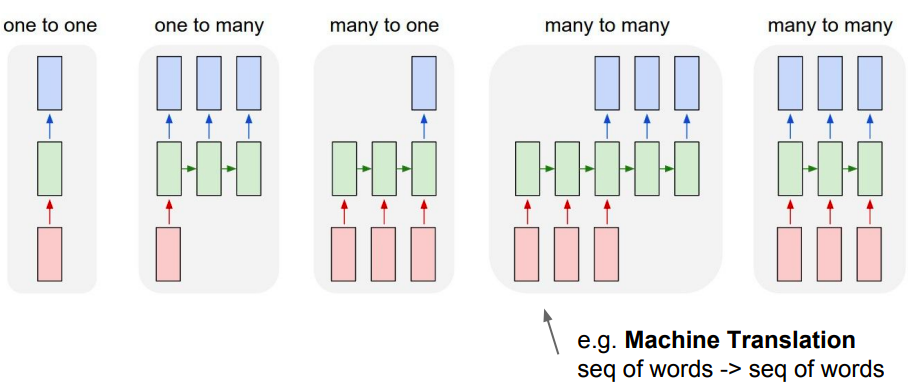 one to one
one to many
many to one
many to many
many to many
e.g. Machine Translation
seq of words -> seq of words